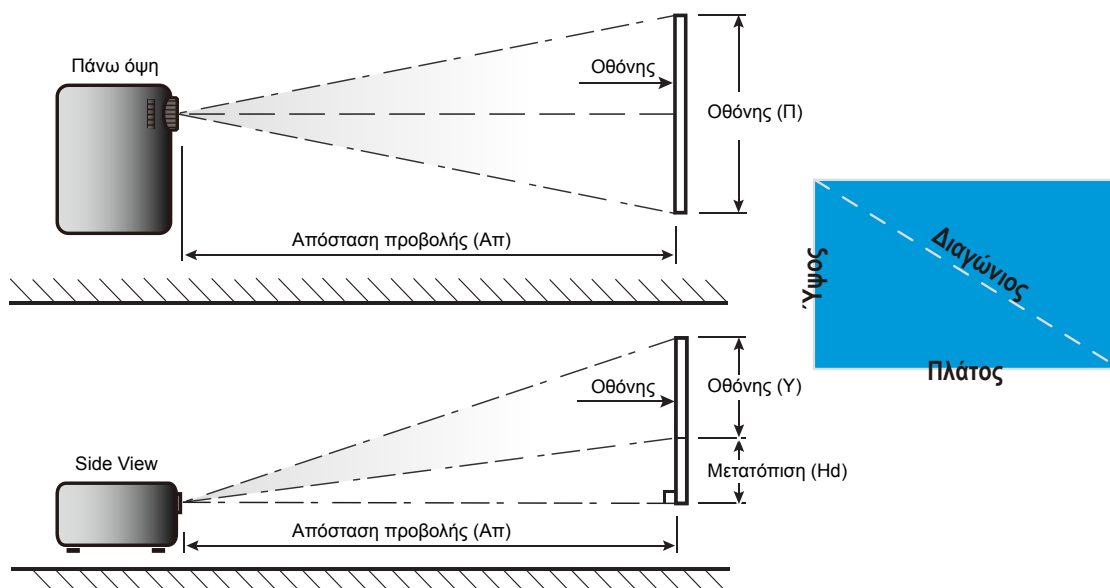 Πάνω όψη
Οθόνης
Οθόνης (Π)
Απόσταση προβολής (Απ)
Ύψος
Διαγώνιος
Πλάτος
Οθόνης
Οθόνης (Υ)
Side View
Μετατόπιση (Hd)
Απόσταση προβολής (Απ)